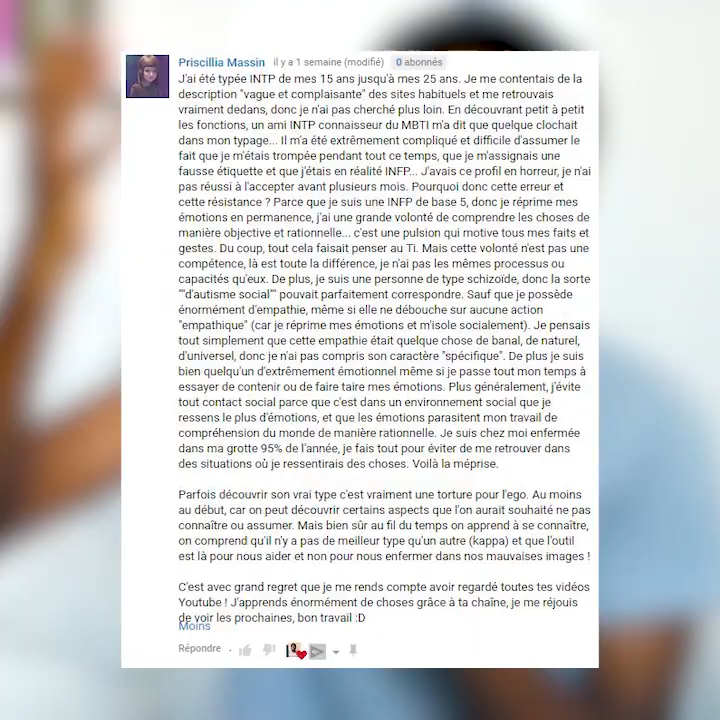 Priscillia Massin il y a 1 semaine (modifié) 0 abonnés
J'ai été typée INTP de mes 15 ans jusqu'à mes 25 ans. Je me contentais de la
description "vague et complaisante" des sites habituels et me retrouvais
vraiment dedans, donc je n'ai pas cherché plus loin. En découvrant petit à petit
les fonctions, un ami INTP connaisseur du MBTI m'a dit que quelque clochait
dans mon typage... Il m'a été extrêmement compliqué et difficile d'assumer le
fait que je m'étais trompée pendant tout ce temps, que je m'assignais une
fausse étiquette et que j'étais en réalité INFP... J'avais ce profil en horreur, je n'ai
pas réussi à l'accepter avant plusieurs mois. Pourquoi donc cette erreur et
cette résistance ? Parce que je suis une INFP de base 5, donc je réprime mes
émotions en permanence, j'ai une grande volonté de comprendre les choses de
manière objective et rationnelle... c'est une pulsion qui motive tous mes faits et
gestes. Du coup, tout cela faisait penser au Ti. Mais cette volonté n'est pas une
compétence, là est toute la différence, je n'ai pas les mêmes processus ou
capacités qu'eux. De plus, je suis une personne de type schizoïde, donc la sorte
""d'autisme social"" pouvait parfaitement correspondre. Sauf que je possède
énormément d'empathie, même si elle ne débouche sur aucune action
"empathique" (car je réprime mes émotions et m'isole socialement). Je pensais
tout simplement que cette empathie était quelque chose de banal, de naturel,
d'universel, donc je n'ai pas compris son caractère "spécifique". De plus je suis
bien quelqu'un d'extrêmement émotionnel même si je passe tout mon temps à
essayer de contenir ou de faire taire mes émotions. Plus généralement, j'évite
tout contact social parce que c'est dans un environnement social que je
ressens le plus d'émotions, et que les émotions parasitent mon travail de
compréhension du monde de manière rationnelle. Je suis chez moi enfermée
dans ma grotte 95% de l'année, je fais tout pour éviter de me retrouver dans
des situations où je ressentirais des choses. Voilà la méprise.
Parfois découvrir son vrai type c'est vraiment une torture pour l'ego. Au moins
au début, car on peut découvrir certains aspects que l'on aurait souhaité ne pas
connaître ou assumer. Mais bien sûr au fil du temps on apprend à se connaître,
on comprend qu'il n'y a pas de meilleur type qu'un autre (kappa) et que l'outil
est là pour nous aider et non pour nous enfermer dans nos mauvaises images !
C'est avec grand regret que je me rends compte avoir regardé toutes tes vidéos
Youtube ! J'apprends énormément de choses grâce à ta chaîne, je me réjouis
de voir les prochaines, bon travail :D
Moins
Répondre